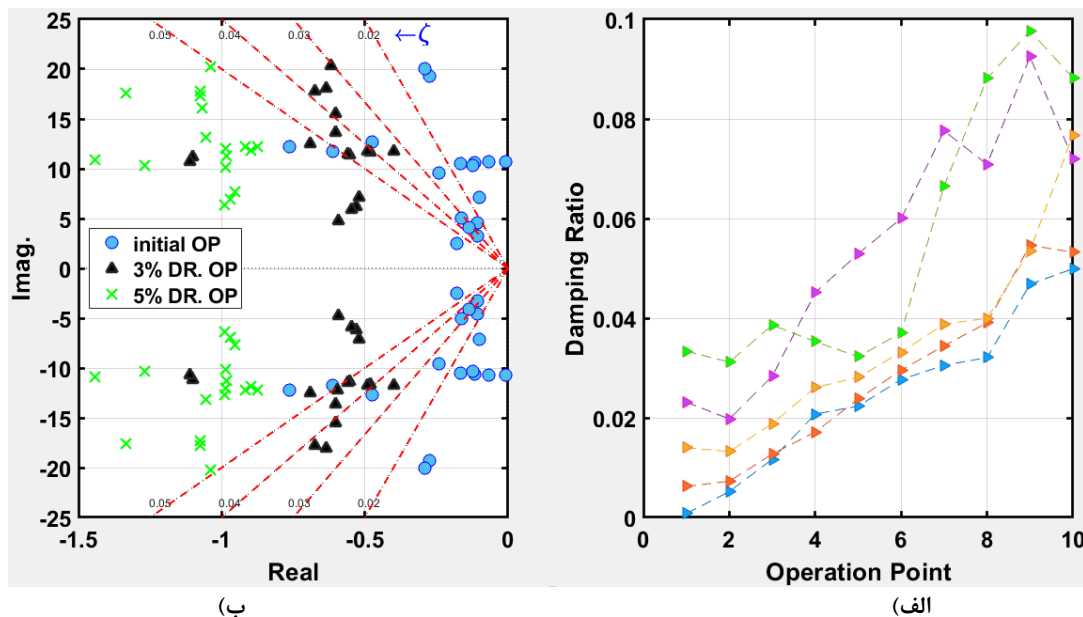 25
20
15
10
5
0
-5
-10
-15
-20
-25
Imag.
0.05 0.04 0.03 0.02
←ζ
initial OP
3% DR. OP
5% DR. OP
0.05 0.04 0.03 0.02
-1.5 -1 -0.5 0
Real
ب)
0.1
0.08
0.06
0.04
0.02
0
Damping Ratio
0 2 4 6 8 10
Operation Point
الف)